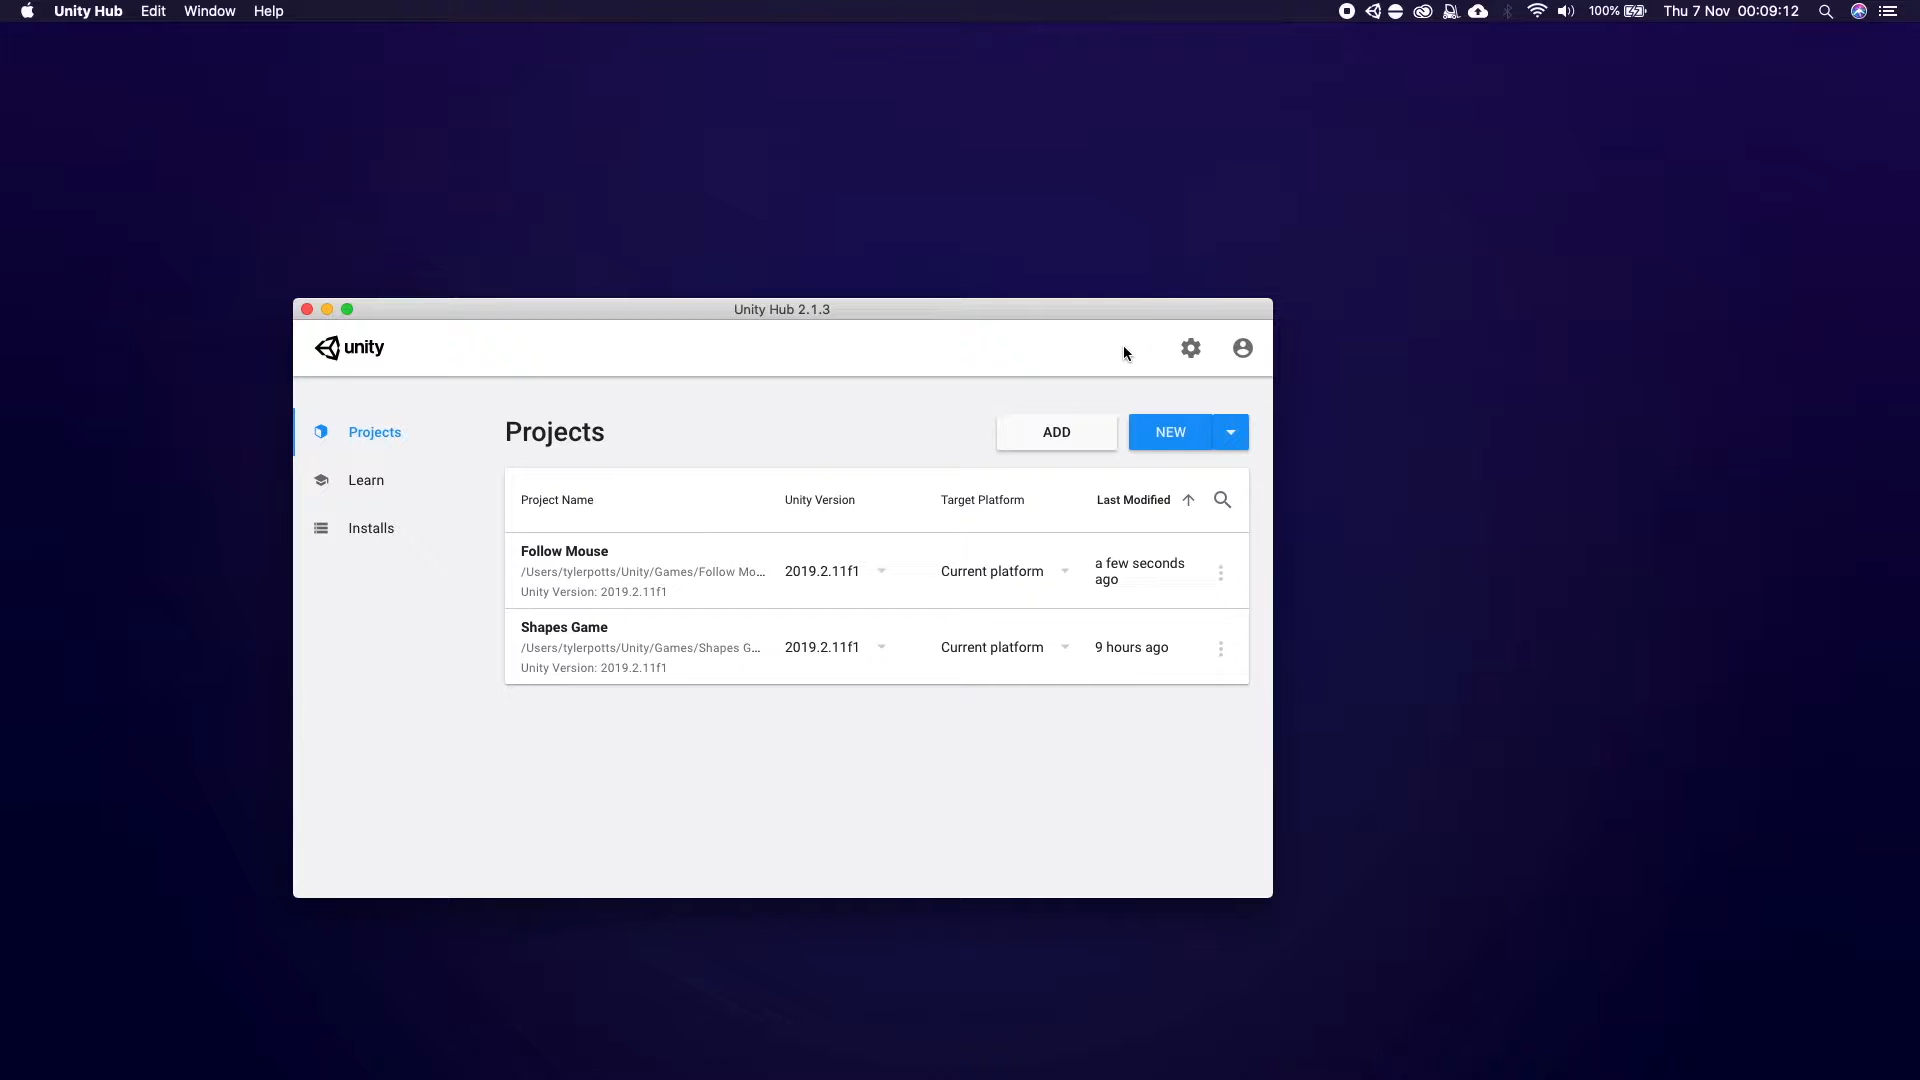 Unity Hub Edit Window Help
100% Thu 7 Nov 00:09:12
Unity Hub 2.1.3
unity
Projects
Learn
Installs
Projects
ADD
NEW
Project Name Unity Version Target Platform Last Modified
Follow Mouse
/Users/tylerpotts/Unity/Games/Follow Mo...
Unity Version: 2019.2.11f1
2019.2.11f1
Current platform
a few seconds
ago
Shapes Game
/Users/tylerpotts/Unity/Games/Shapes G...
Unity Version: 2019.2.11f1
2019.2.11f1
Current platform
9 hours ago